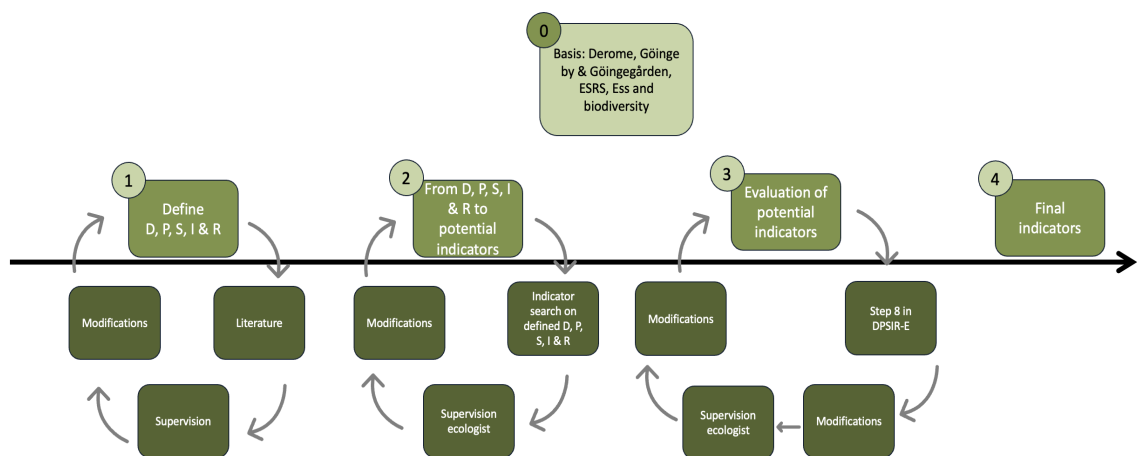 0
Basis: Derome, Göinge
by & Göingegården,
ESRS, Ess and
biodiversity
1
Define
D, P, S, I & R
2
From D, P, S, I
& R to
potential
indicators
3
Evaluation of
potential
indicators
4
Final
indicators
Modifications
Literature
Supervision
Modifications
Indicator
search on
defined D, P,
S, I & R
Supervision
ecologist
Modifications
Step 8 in
DPSIR-E
Supervision
ecologist
Modifications